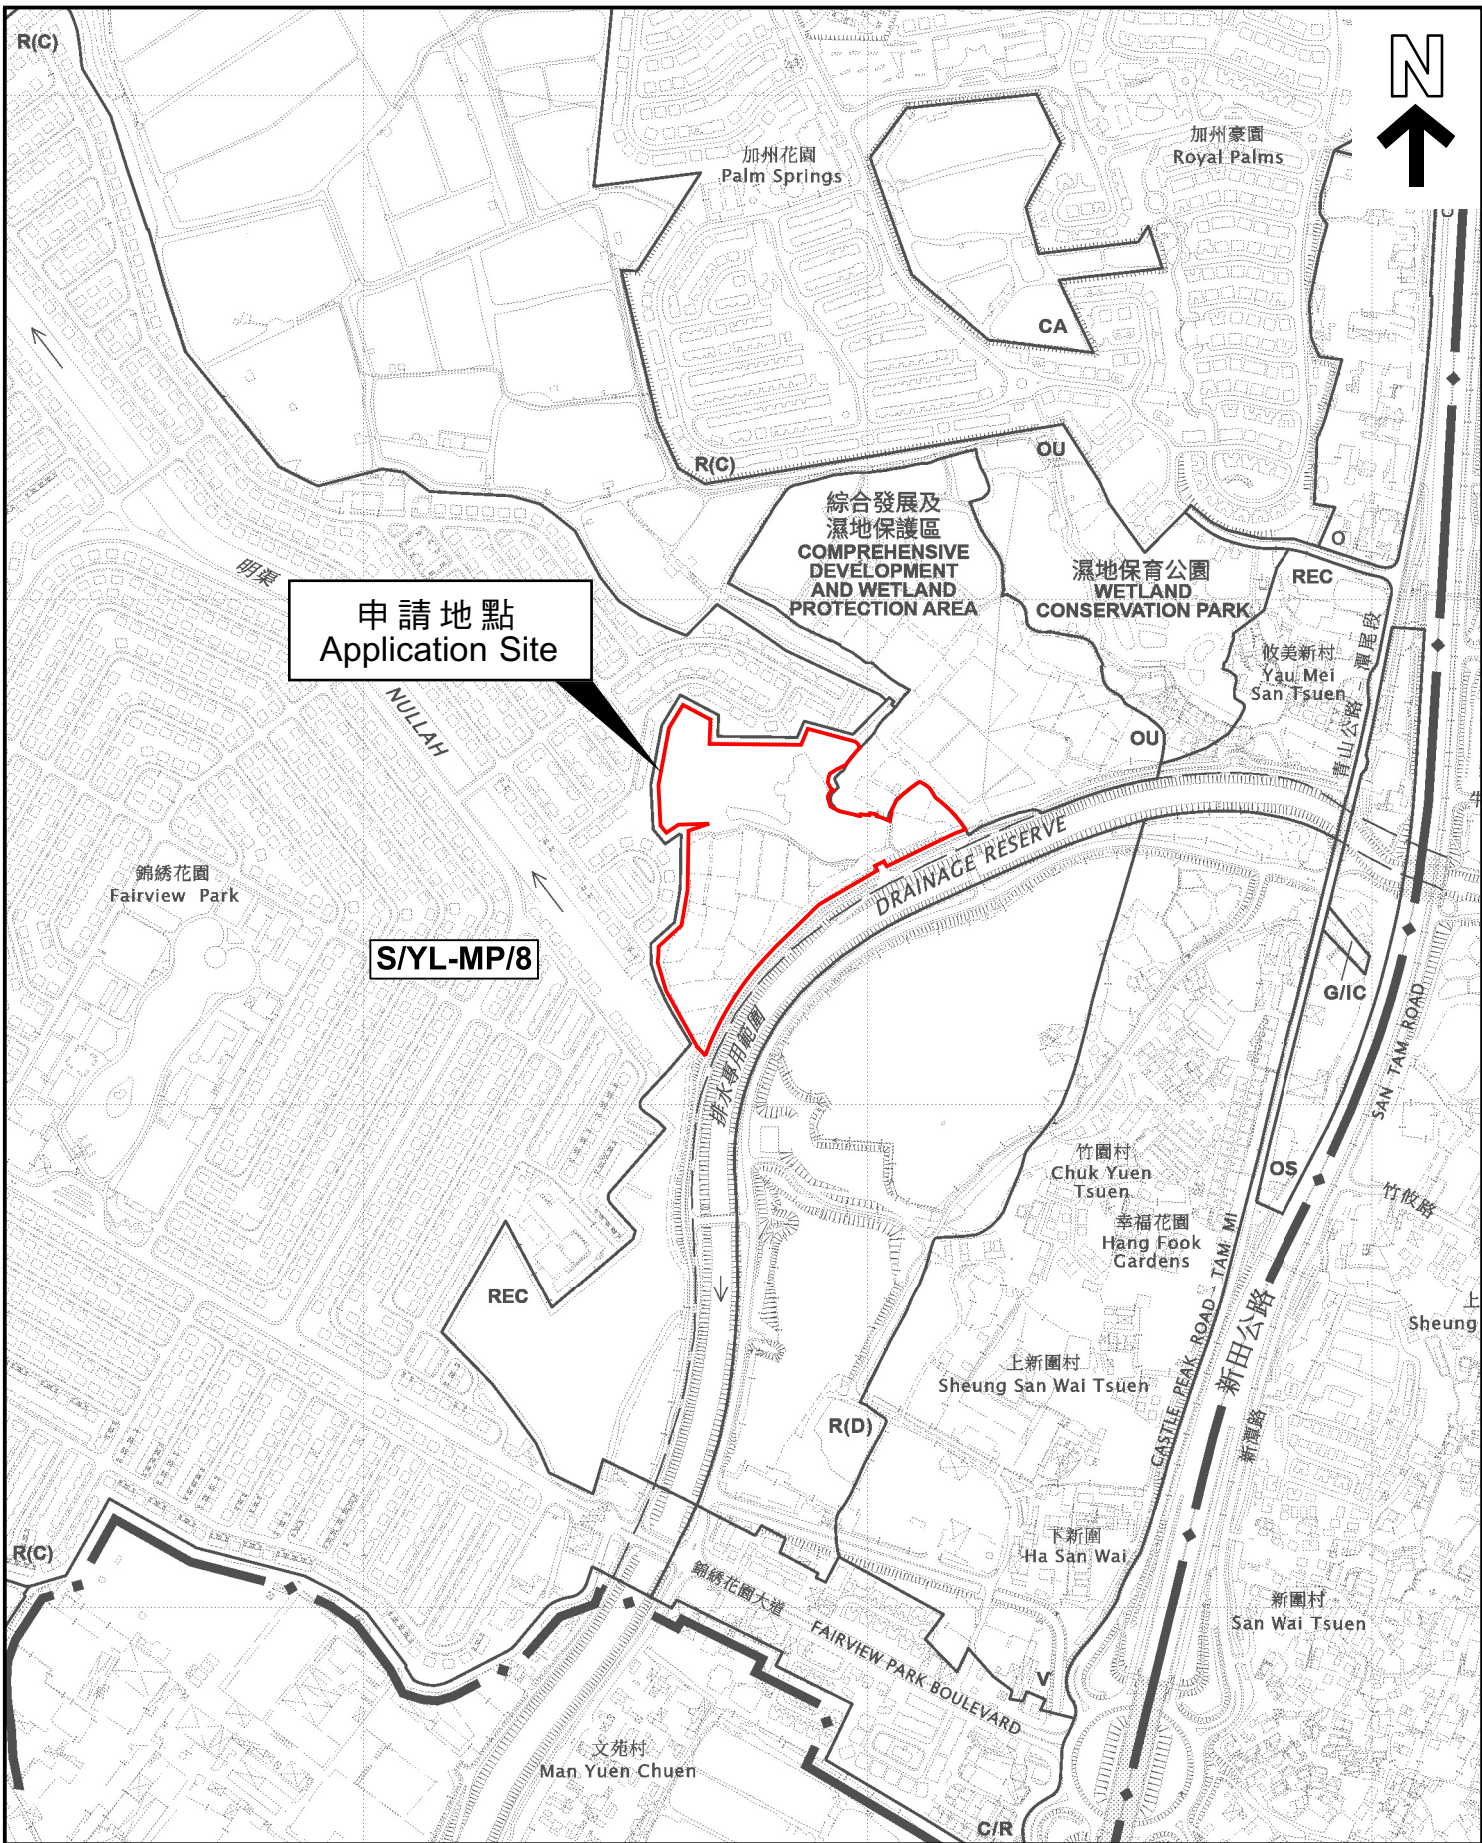 R(C)
N
加州花園
Palm Springs
加州豪園
Royal Palms
CA
R(C)
OU
綜合發展及
濕地保護區
COMPREHENSIVE
DEVELOPMENT
AND WETLAND
PROTECTION AREA
濕地保育公園
WETLAND
CONSERVATION PARK
O
REC
明渠
NULLAH
申請地點
Application Site
攸美新村
Yau Mei
San Tsuen
青山公路 潭尾段
OU
DRAINAGE RESERVE
排水專用範圍
錦綉花園
Fairview Park
S/YL-MP/8
G/IC
SAN TAM ROAD
OS
竹攸路
竹園村
Chuk Yuen
Tsuen
幸福花園
Hang Fook
Gardens
CASTLE PEAK ROAD - TAM MI
新田公路
新潭路
上
Sheung
REC
上新圍村
Sheung San Wai Tsuen
R(D)
R(C)
下新圍
Ha San Wai
新圍村
San Wai Tsuen
錦綉花園大道
FAIRVIEW PARK BOULEVARD
V
文苑村
Man Yuen Chuen
C/R